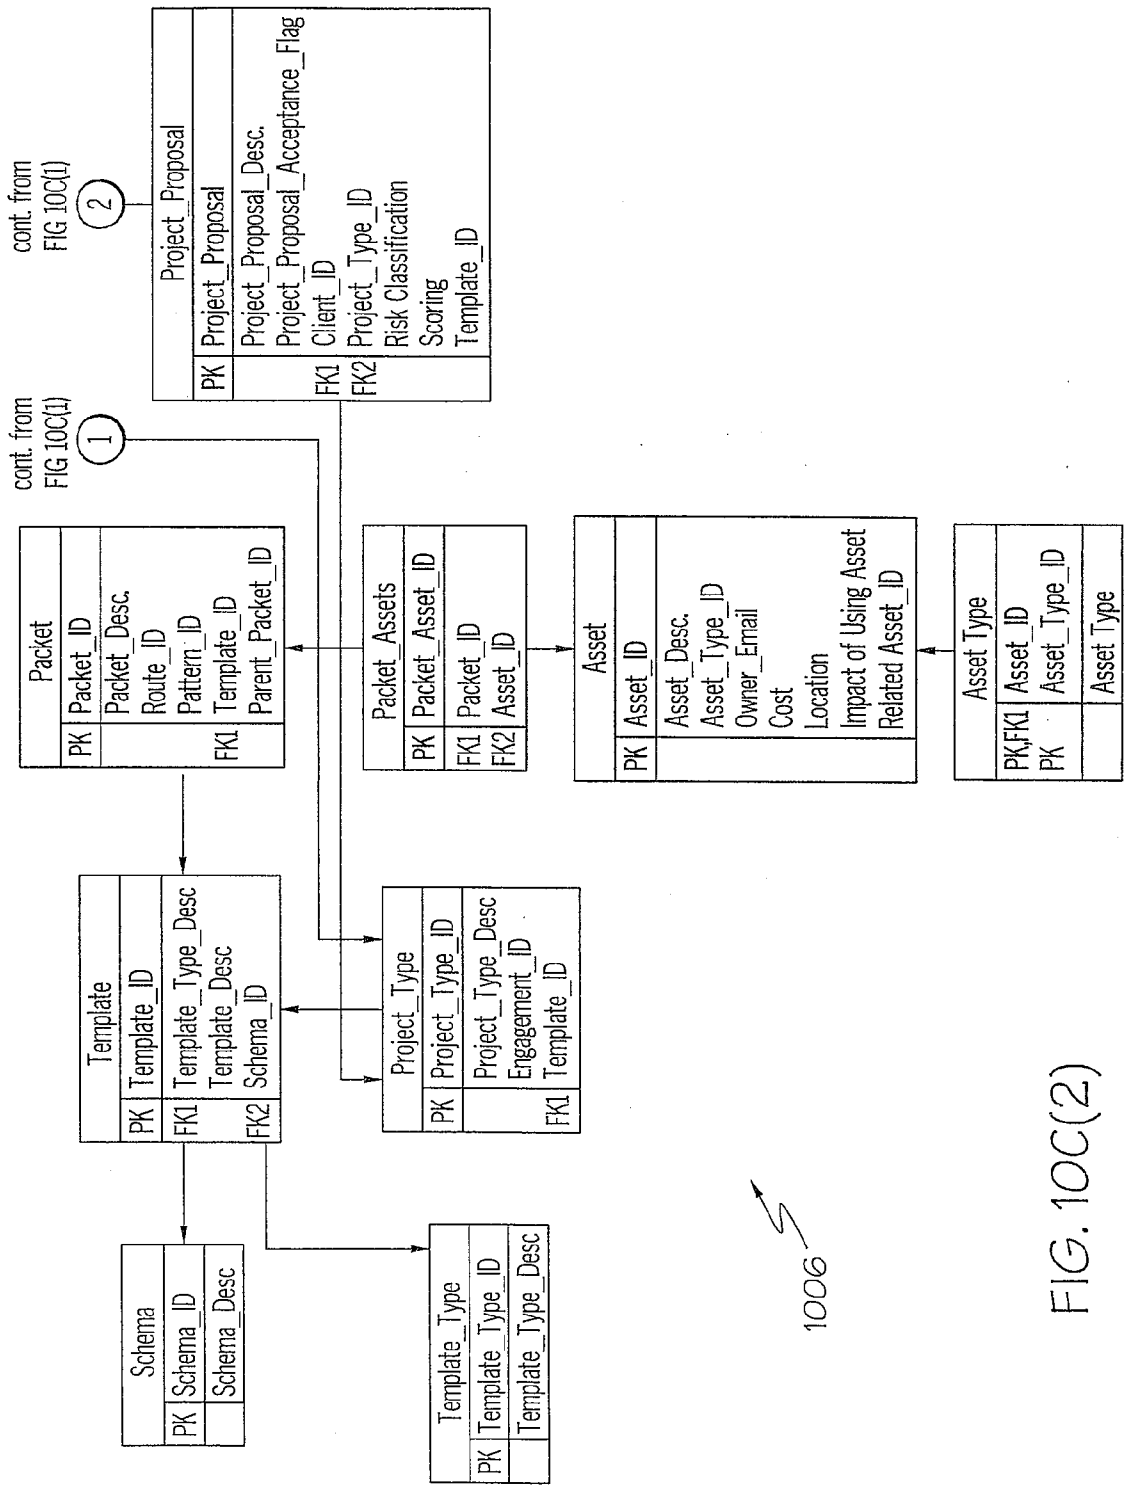 cont. from
FIG 10C(1)
2
Project_Proposal
PK Project_Proposal
Project_Proposal_Desc.
Project_Proposal_Acceptance_Flag
FK1 Client_ID
FK2 Project_Type_ID
Risk Classification
Scoring
Template_ID
cont. from
FIG 10C(1)
1
Packet
PK Packet_ID
Packet_Desc.
Route_ID
Pattern_ID
FK1 Template_ID
Parent_Packet_ID
Packet_Assets
PK Packet_Asset_ID
FK1 Packet_ID
FK2 Asset_ID
Asset
PK Asset_ID
Asset_Desc.
Asset_Type_ID
Owner_Email
Cost
Location
Impact of Using Asset
Related Asset_ID
Asset Type
PK,FK1 Asset_ID
PK Asset_Type_ID
Asset Type
Template
PK Template_ID
FK1 Template_Type_Desc
Template_Desc
FK2 Schema_ID
Project_Type
PK Project_Type_ID
Project_Type_Desc
Engagement_ID
FK1 Template_ID
Schema
PK Schema_ID
Schema_Desc
Template_Type
PK Template_Type_ID
Template_Type_Desc
1006
FIG. 10C(2)